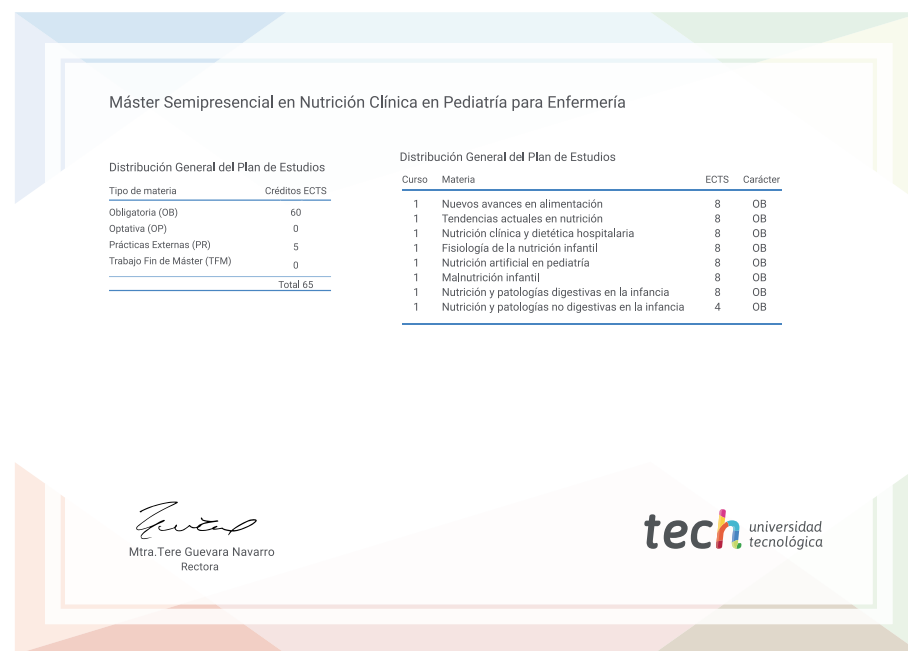 Máster Semipresencial en Nutrición Clínica en Pediatría para Enfermería
Distribución General del Plan de Estudios
Tipo de materia Créditos ECTS
Obligatoria (OB) 60
Optativa (OP) 0
Prácticas Externas (PR) 5
Trabajo Fin de Máster (TFM) 0
Total 65
Distribución General del Plan de Estudios
Curso Materia ECTS Carácter
1 Nuevos avances en alimentación 8 OB
1 Tendencias actuales en nutrición 8 OB
1 Nutrición clínica y dietética hospitalaria 8 OB
1 Fisiología de la nutrición infantil 8 OB
1 Nutrición artificial en pediatría 8 OB
1 Malnutrición infantil 8 OB
1 Nutrición y patologías digestivas en la infancia 8 OB
1 Nutrición y patologías no digestivas en la infancia 4 OB
Mtra.Tere Guevara Navarro
Rectora
tech universidad
tecnológica